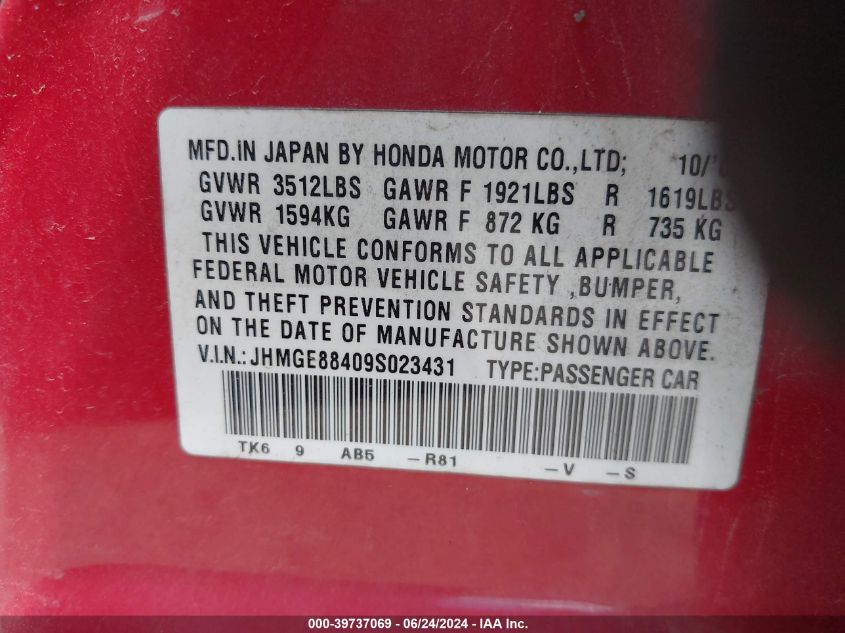 MFD.IN JAPAN BY HONDA MOTOR CO.,LTD; 10/'
GVWR 3512LBS GAWR F 1921LBS R 1619LBS
GVWR 1594KG GAWR F 872 KG R 735 KG
THIS VEHICLE CONFORMS TO ALL APPLICABLE
FEDERAL MOTOR VEHICLE SAFETY ,BUMPER,
AND THEFT PREVENTION STANDARDS IN EFFECT
ON THE DATE OF MANUFACTURE SHOWN ABOVE.
V.I.N.:JHMGE88409S023431 TYPE:PASSENGER CAR
TK6 9 AB5 –R81 –V –S
000-39737069 - 06/24/2024 - IAA Inc.